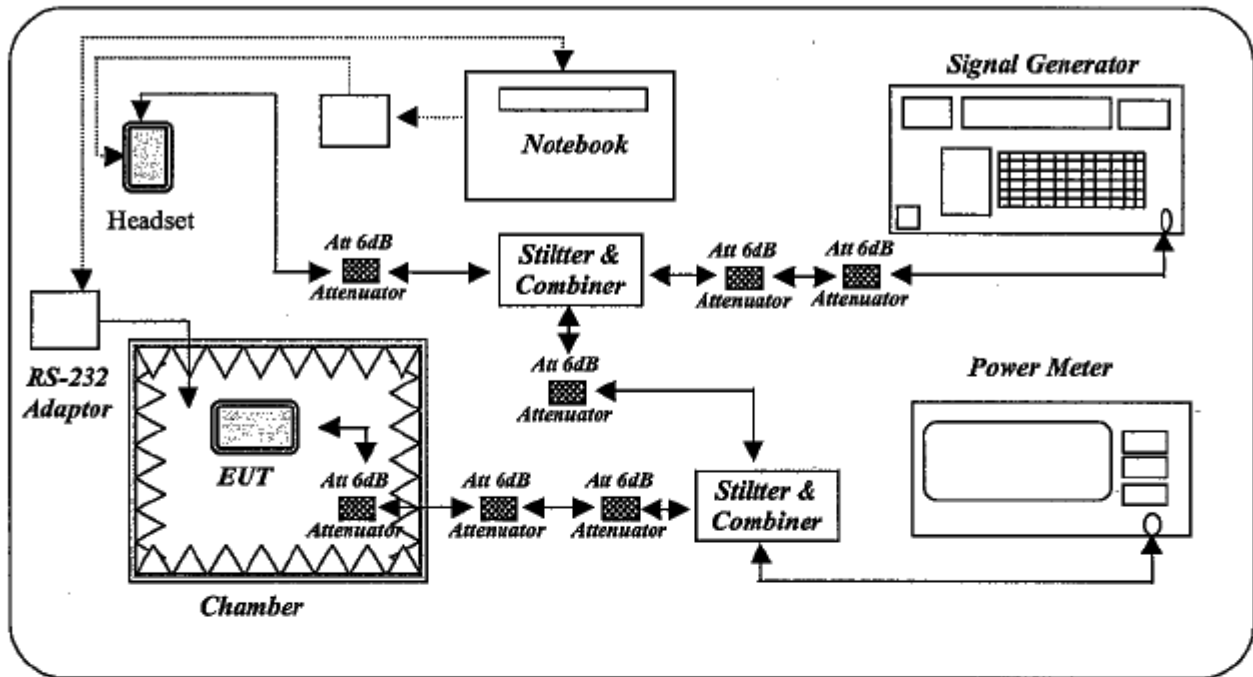 Signal Generator
Notebook
Headset
Att 6dB
Attenuator
Stiltter &
Combiner
Att 6dB
Attenuator
Att 6dB
Attenuator
RS-232
Adaptor
Att 6dB
Attenuator
Power Meter
EUT
Att 6dB
Attenuator
Att 6dB
Attenuator
Att 6dB
Attenuator
Stiltter &
Combiner
Chamber